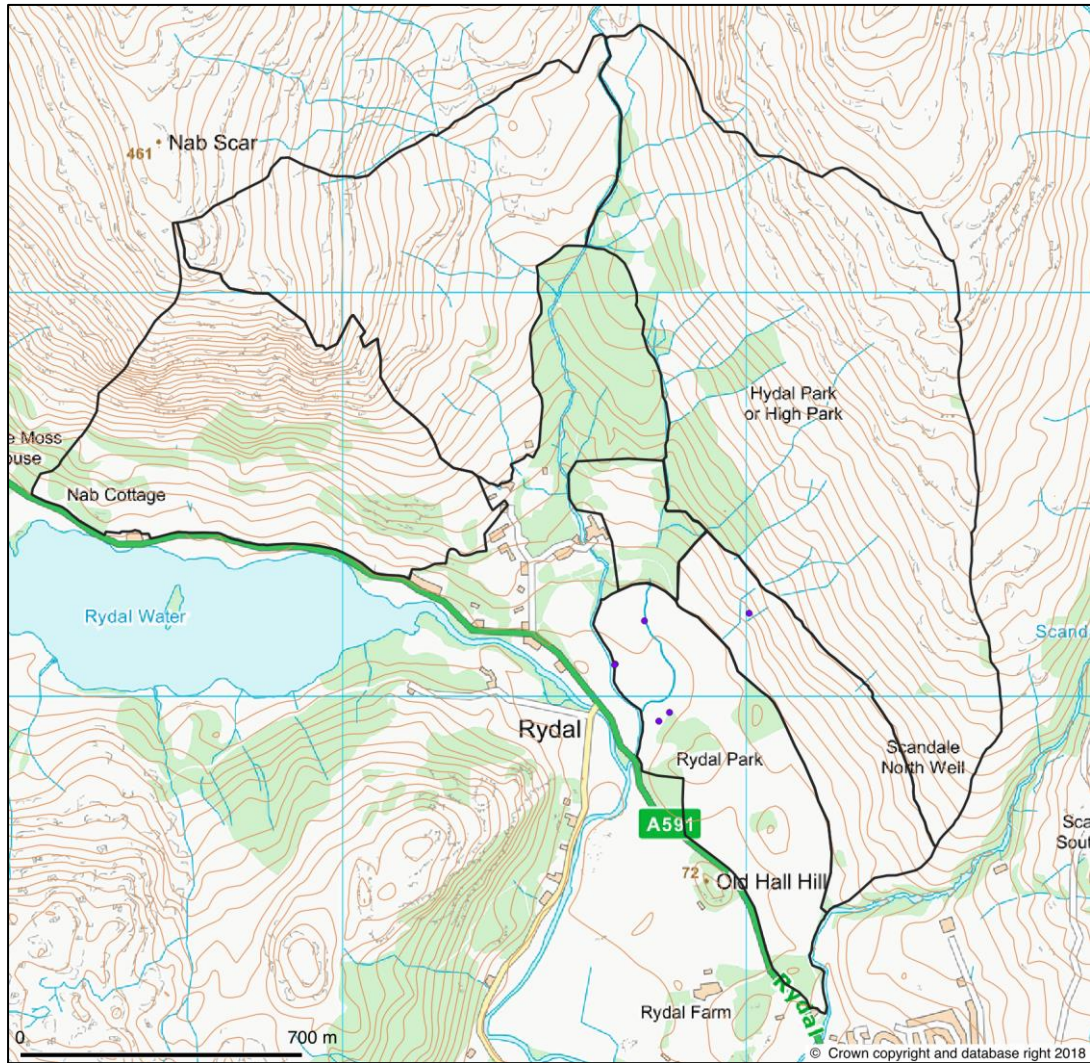 461
Nab Scar
Hydal Park
or High Park
e Moss
ouse
Nab Cottage
Rydal Water
Scand
Rydal
Scandale
North Well
Rydal Park
A591
Sca
Sout
72
Old Hall Hill
Rydal Farm
Rydal
0
700 m
© Crown copyright and database right 2018